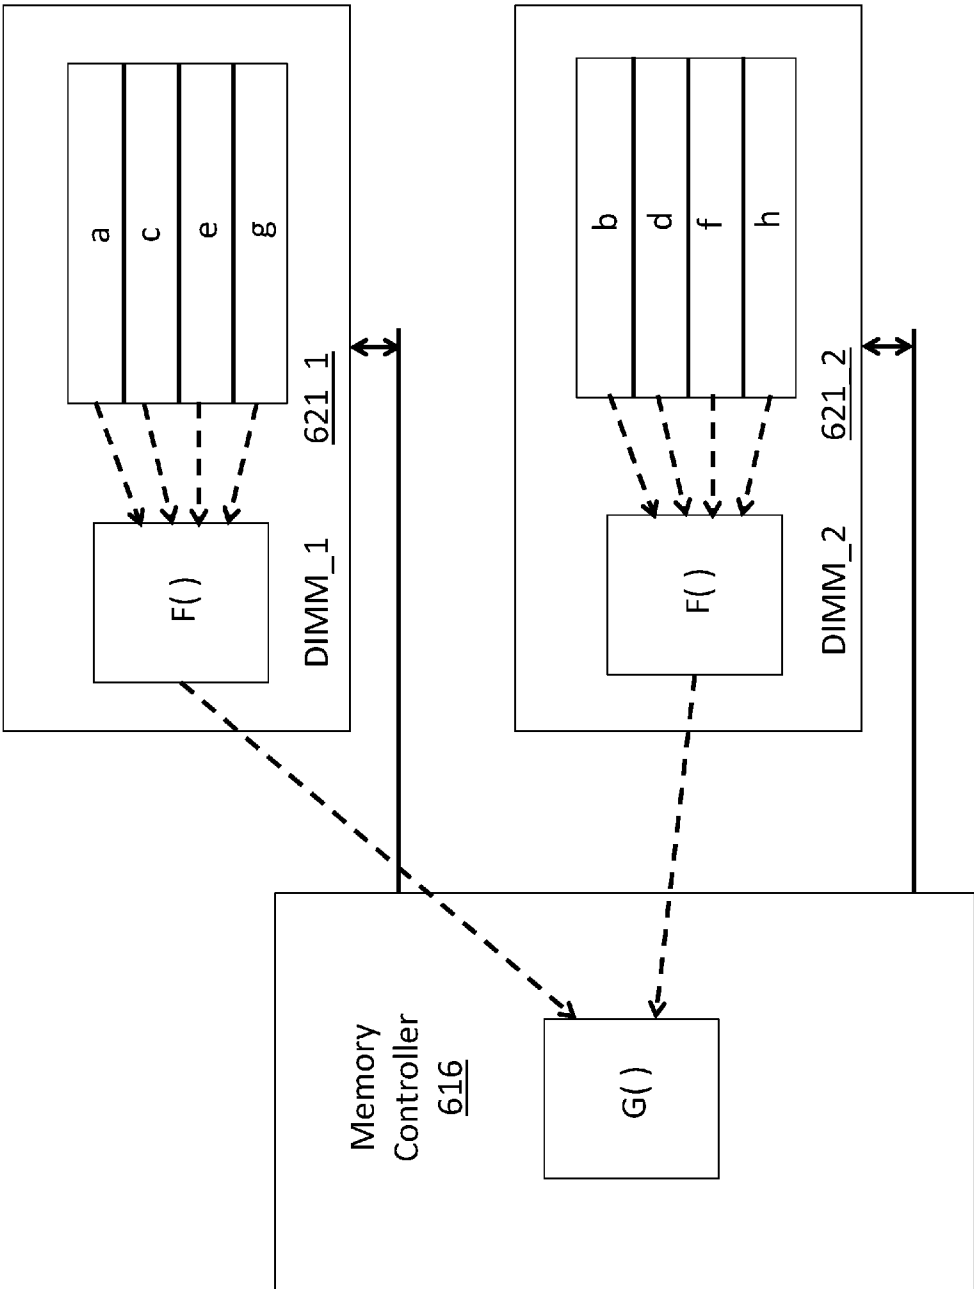 a
c
e
g
F( )
DIMM_1
621_1
b
d
f
h
F( )
DIMM_2
621_2
Memory
Controller
616
G( )